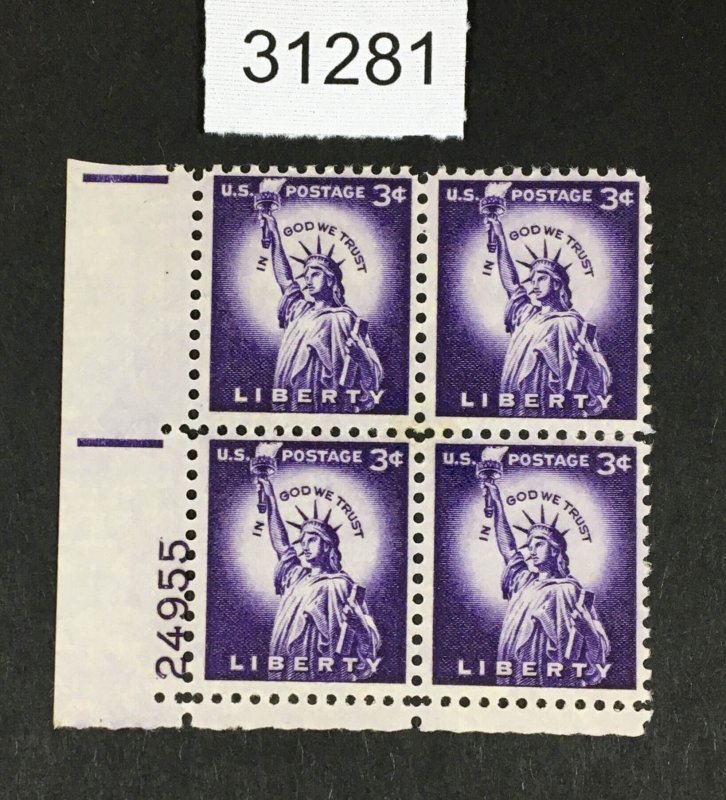 31281
U.S. POSTAGE 3¢
IN GOD WE TRUST
LIBERTY
U.S. POSTAGE 3¢
IN GOD WE TRUST
LIBERTY
U.S. POSTAGE 3¢
IN GOD WE TRUST
LIBERTY
U.S. POSTAGE 3¢
IN GOD WE TRUST
LIBERTY
24955